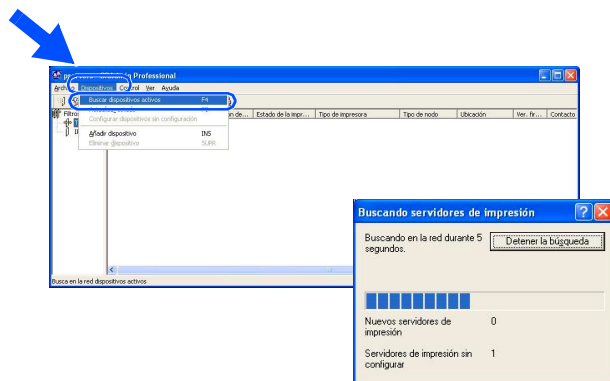 Professional
Dispositivos Control Ver Ayuda
Buscar dispositivos activos F4
Configurar dispositivos sin configuración
Añadir dispositivo INS
Eliminar dispositivo SUPR
Filtros
Estado de la impr... Tipo de impresora Tipo de nodo Ubicación Ver. fir... Contacto
Busca en la red dispositivos activos
Buscando servidores de impresión
Buscando en la red durante 5 segundos.
Detener la búsqueda
Nuevos servidores de impresión 0
Servidores de impresión sin configurar 1